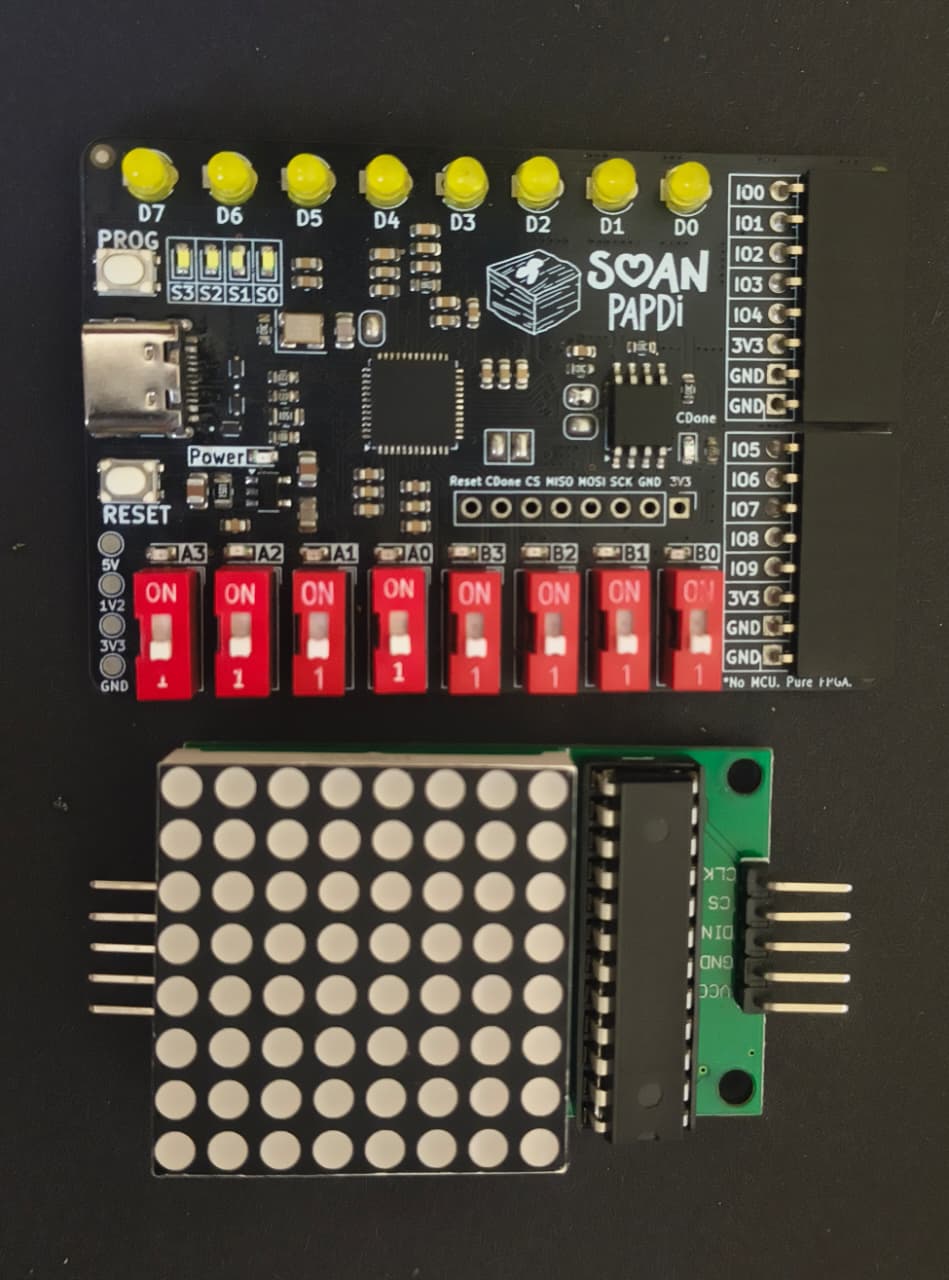 D7 D6 D5 D4 D3 D2 D1 D0
PROG
S3 S2 S1 S0
SOAN
PAPDi
IO0
IO1
IO2
IO3
IO4
3V3
GND
GND
CDone
Power
IO5
IO6
IO7
IO8
IO9
3V3
GND
GND
Reset CDone CS MISO MOSI SCK GND 3V3
RESET
5V
1V2
3V3
GND
A3 A2 A1 A0 B3 B2 B1 B0
ON ON ON ON ON ON ON ON
1 1 1 1 1 1 1 1
*No MCU. Pure FPGA.
CLK
CS
DIN
GND
VCC